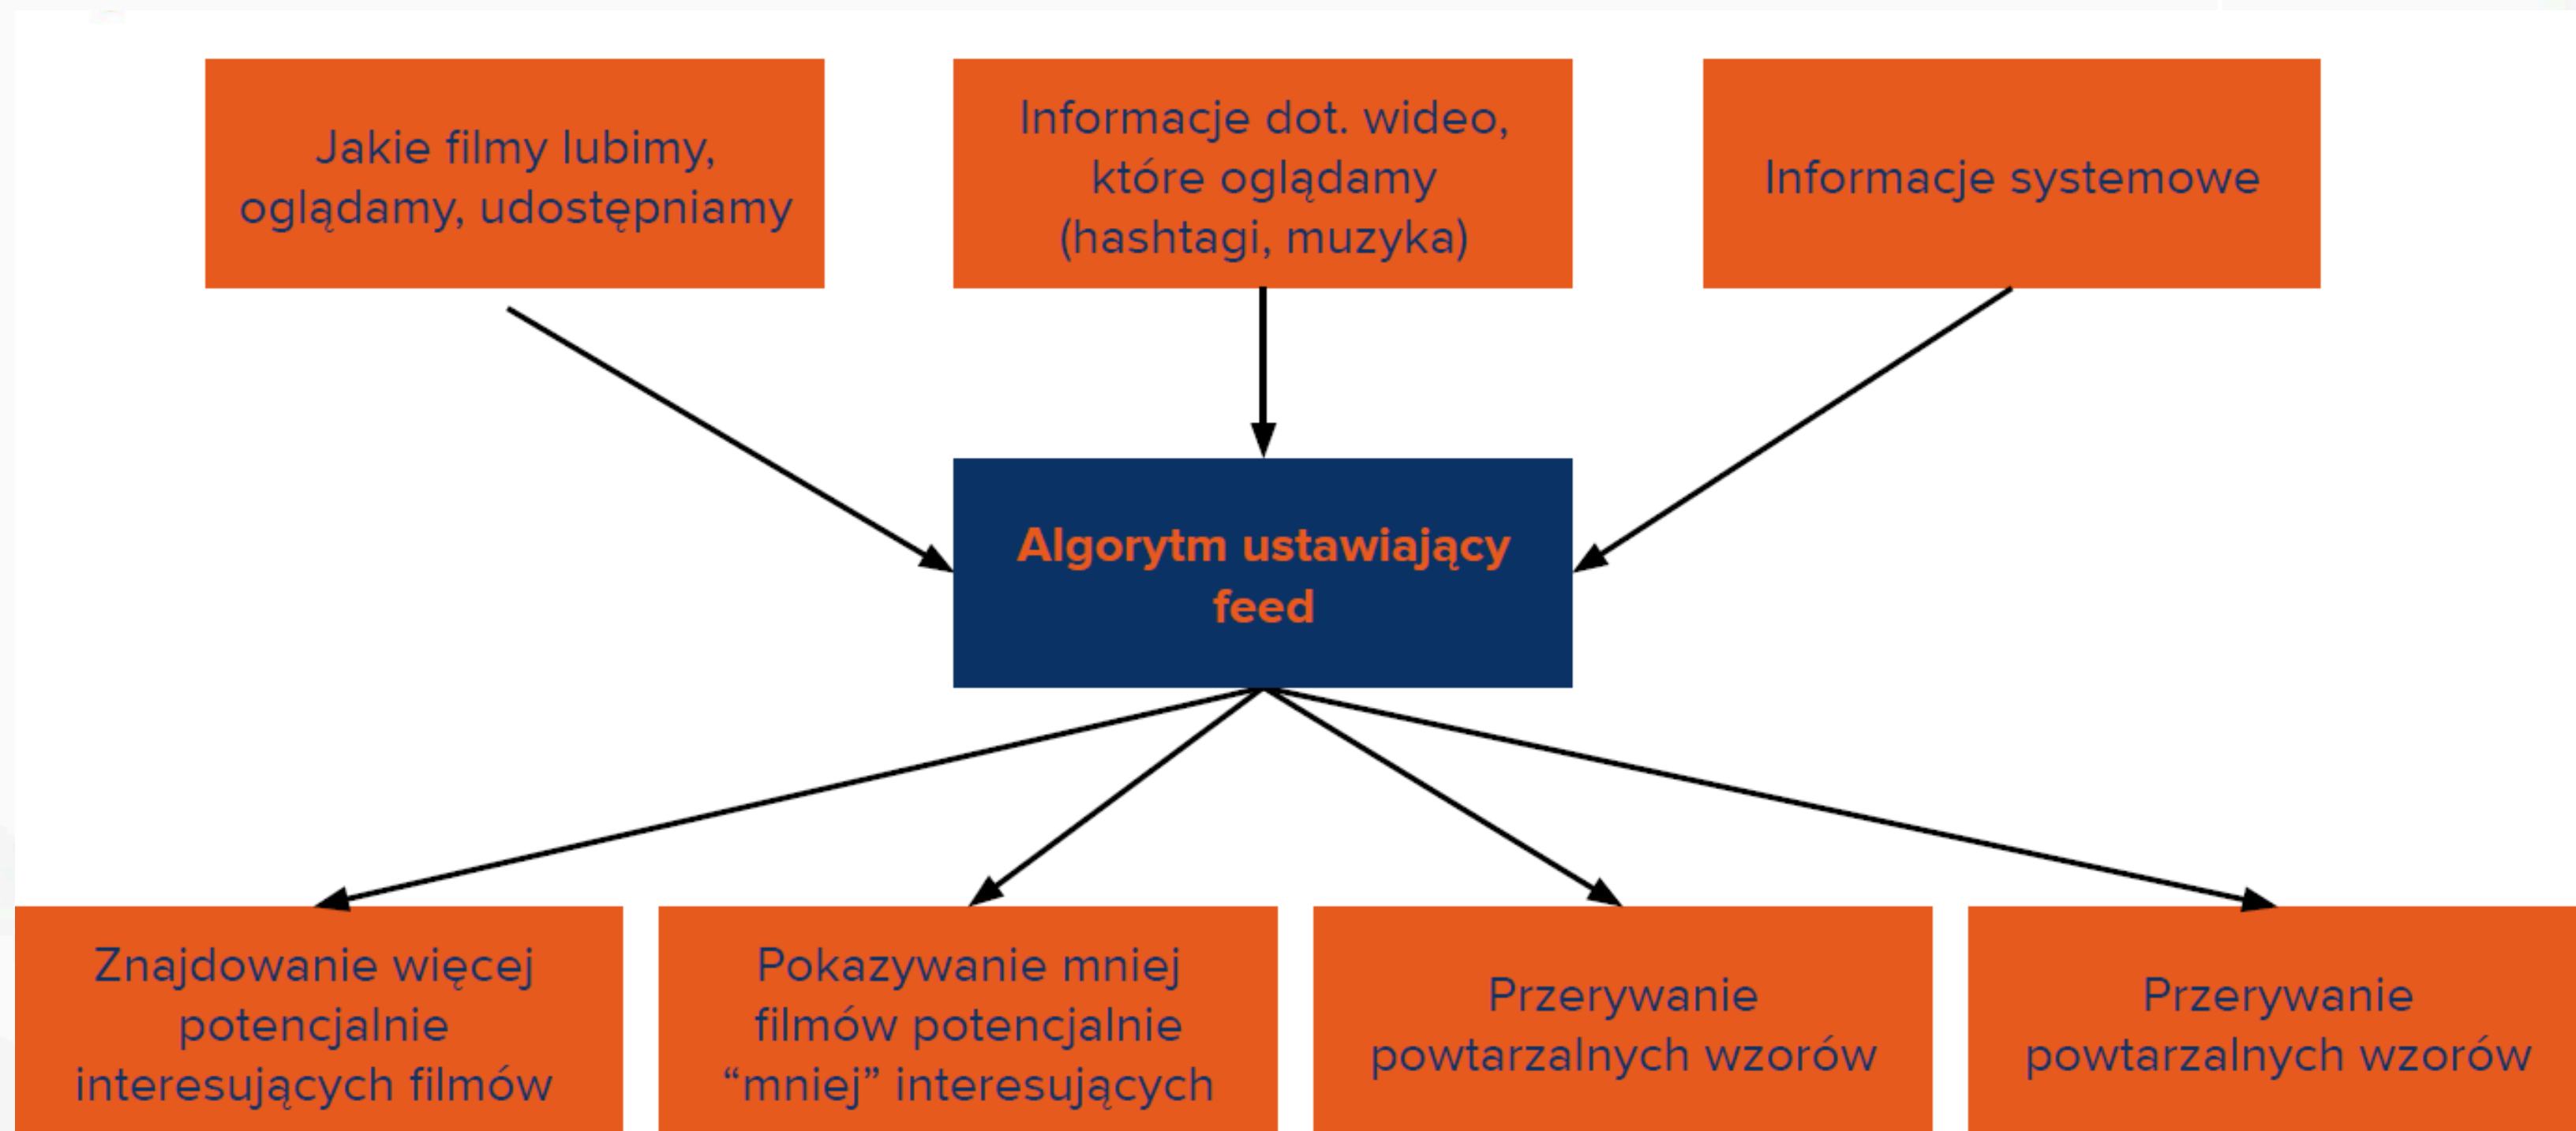 Jakie filmy lubimy,
oglądamy, udostępniamy
Informacje dot. wideo,
które oglądamy
(hashtagi, muzyka)
Informacje systemowe
Algorytm ustawiający
feed
Znajdowanie więcej
potencjalnie
interesujących filmów
Pokazywanie mniej
filmów potencjalnie
“mniej” interesujących
Przerywanie
powtarzalnych wzorów
Przerywanie
powtarzalnych wzorów